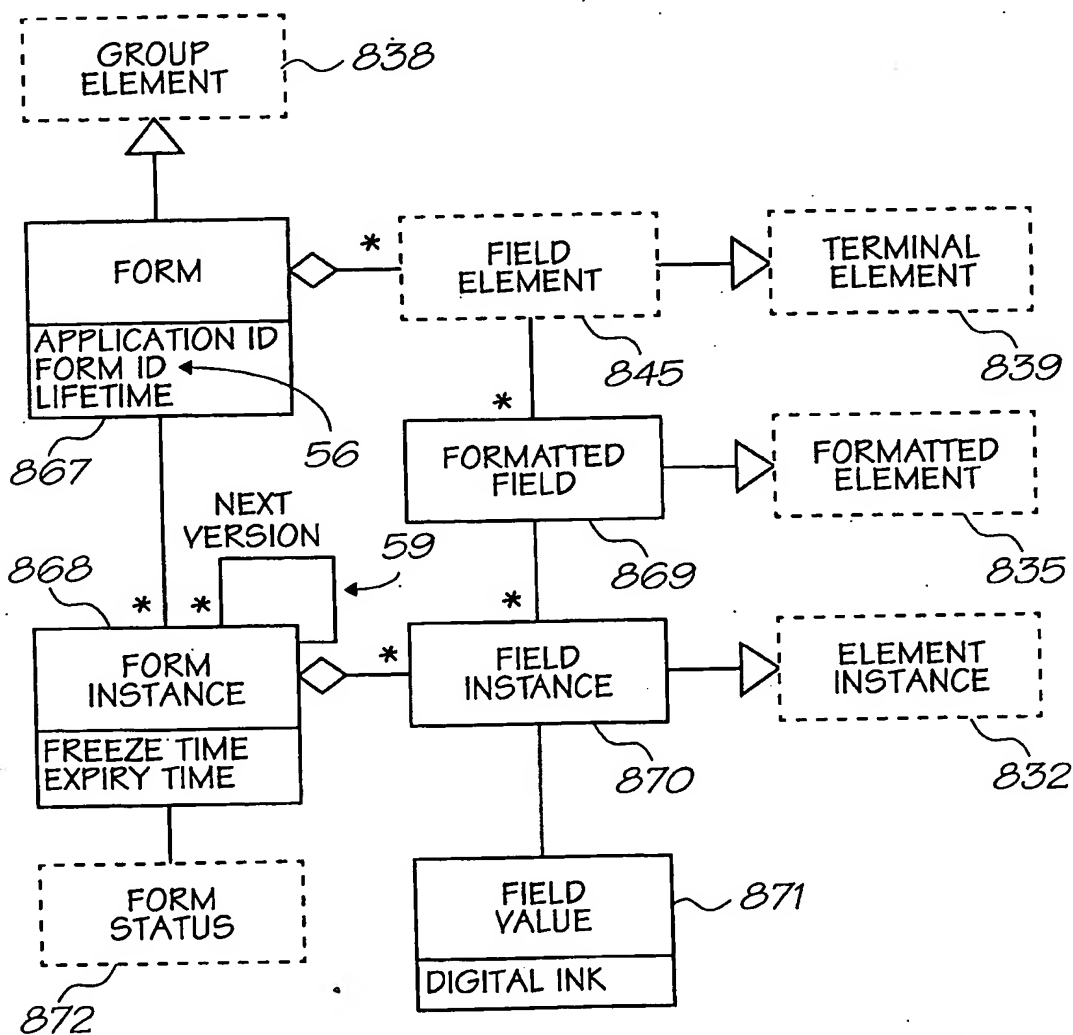 GROUP
ELEMENT
838
FORM
APPLICATION ID
FORM ID
LIFETIME
867
56
*
FIELD
ELEMENT
845
TERMINAL
ELEMENT
839
*
FORMATTED
FIELD
869
FORMATTED
ELEMENT
835
NEXT
VERSION
59
868
*
*
FORM
INSTANCE
FREEZE TIME
EXPIRY TIME
*
*
FIELD
INSTANCE
870
ELEMENT
INSTANCE
832
FORM
STATUS
872
FIELD
VALUE
871
DIGITAL INK